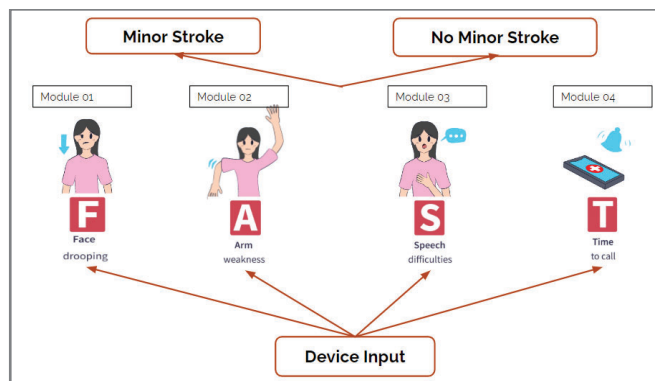 Minor Stroke
No Minor Stroke
Module 01
Module 02
Module 03
Module 04
F
A
S
T
Face
drooping
Arm
weakness
Speech
difficulties
Time
to call
Device Input